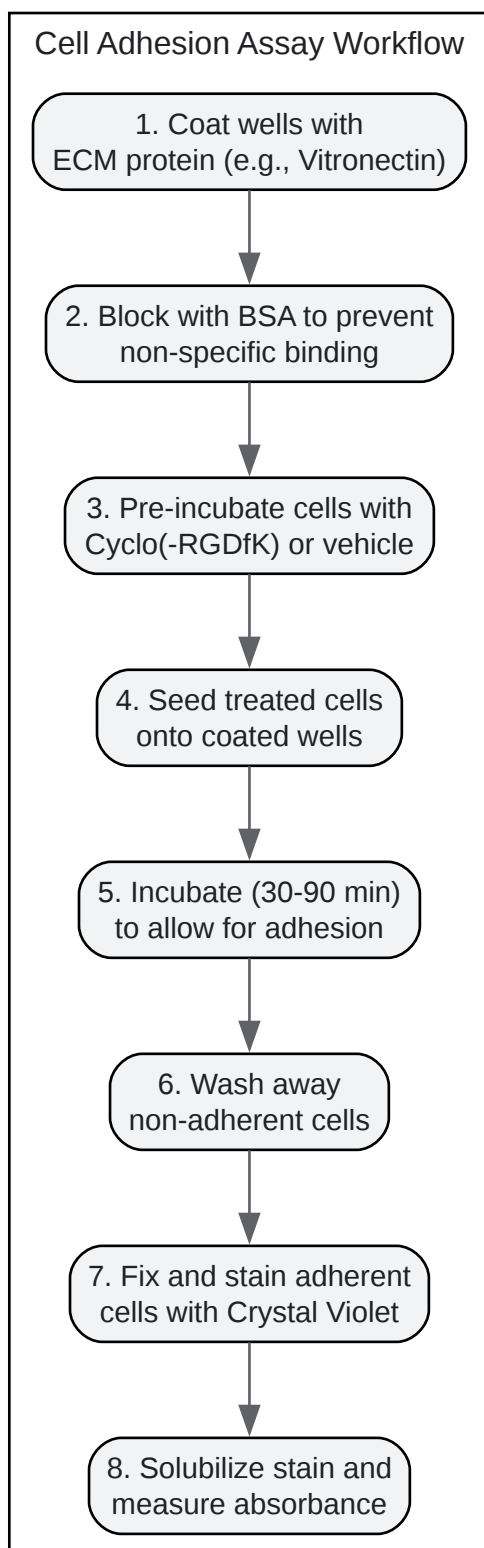 Cell Adhesion Assay Workflow
1. Coat wells with
ECM protein (e.g., Vitronectin)
2. Block with BSA to prevent
non-specific binding
3. Pre-incubate cells with
Cyclo(-RGDfK) or vehicle
4. Seed treated cells
onto coated wells
5. Incubate (30-90 min)
to allow for adhesion
6. Wash away
non-adherent cells
7. Fix and stain adherent
cells with Crystal Violet
8. Solubilize stain and
measure absorbance